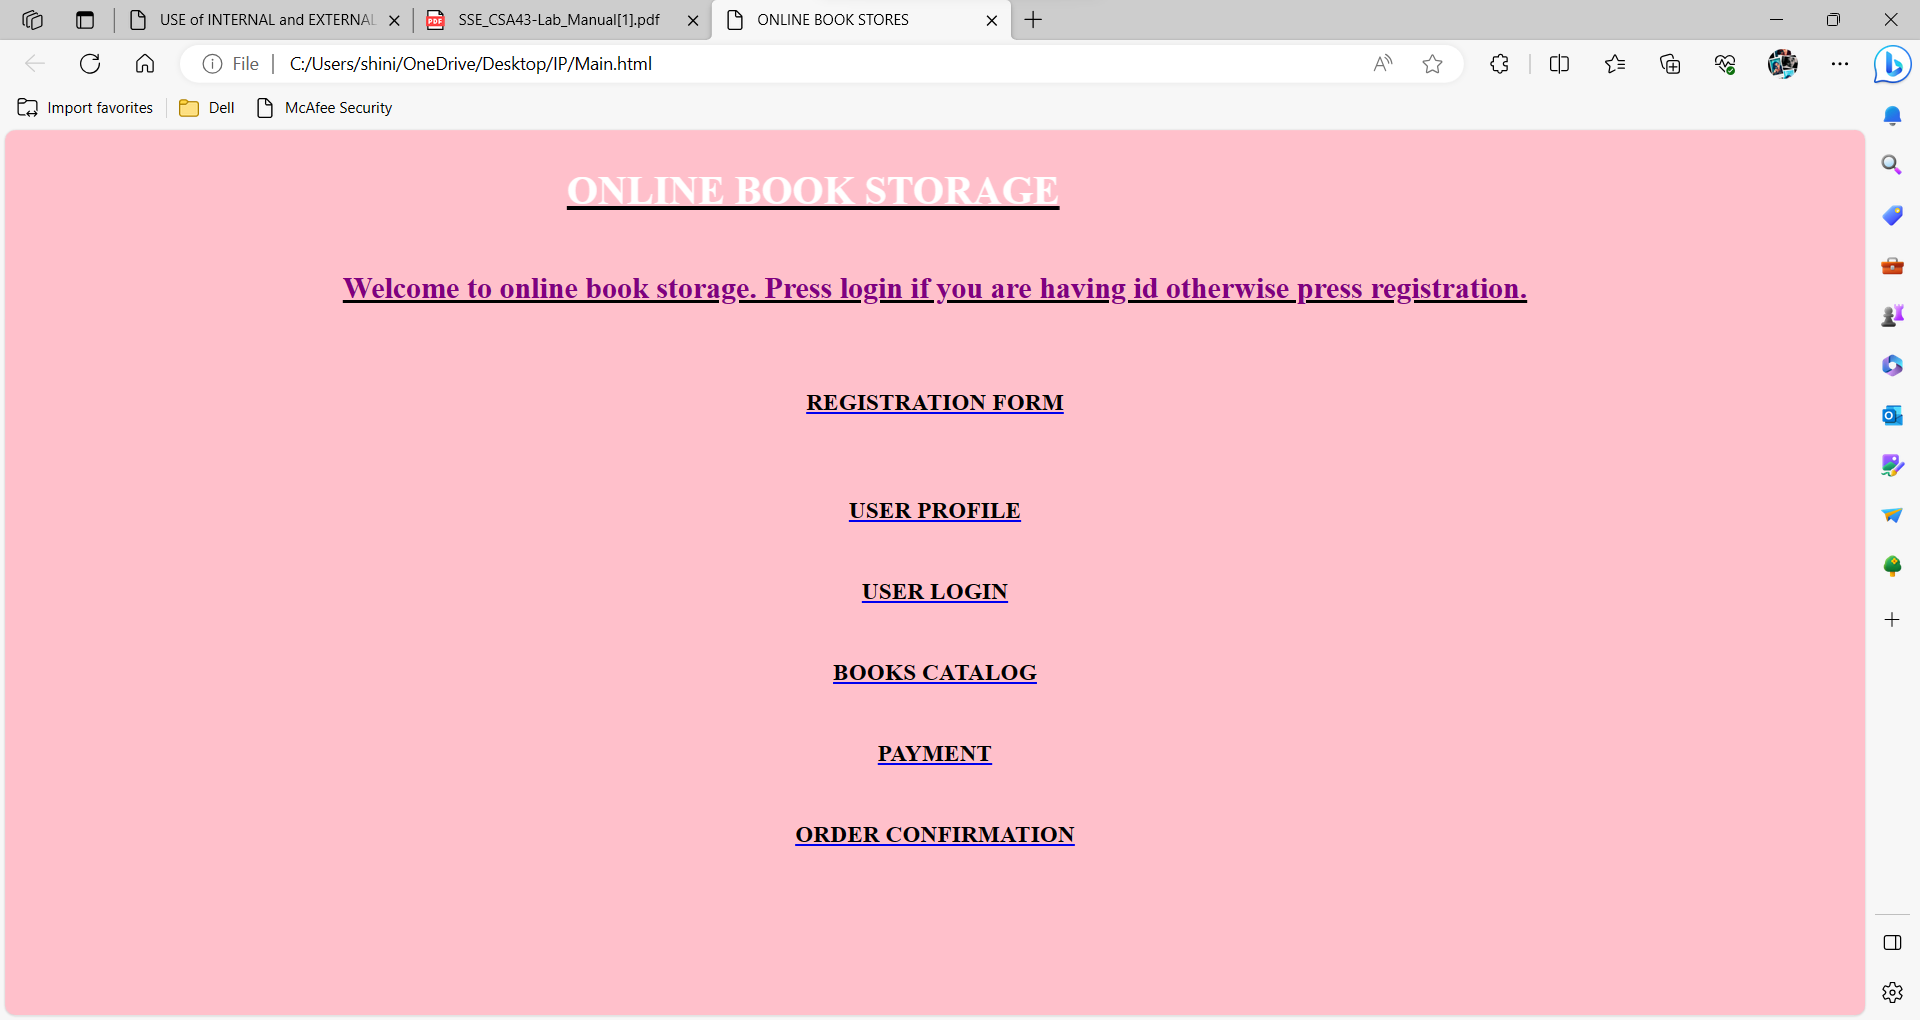 USE of INTERNAL and EXTERNAL
SSE_CSA43-Lab_Manual[1].pdf
ONLINE BOOK STORES
File
C:/Users/shini/OneDrive/Desktop/IP/Main.html
Import favorites
Dell
McAfee Security
ONLINE BOOK STORAGE
Welcome to online book storage. Press login if you are having id otherwise press registration.
REGISTRATION FORM
USER PROFILE
USER LOGIN
BOOKS CATALOG
PAYMENT
ORDER CONFIRMATION